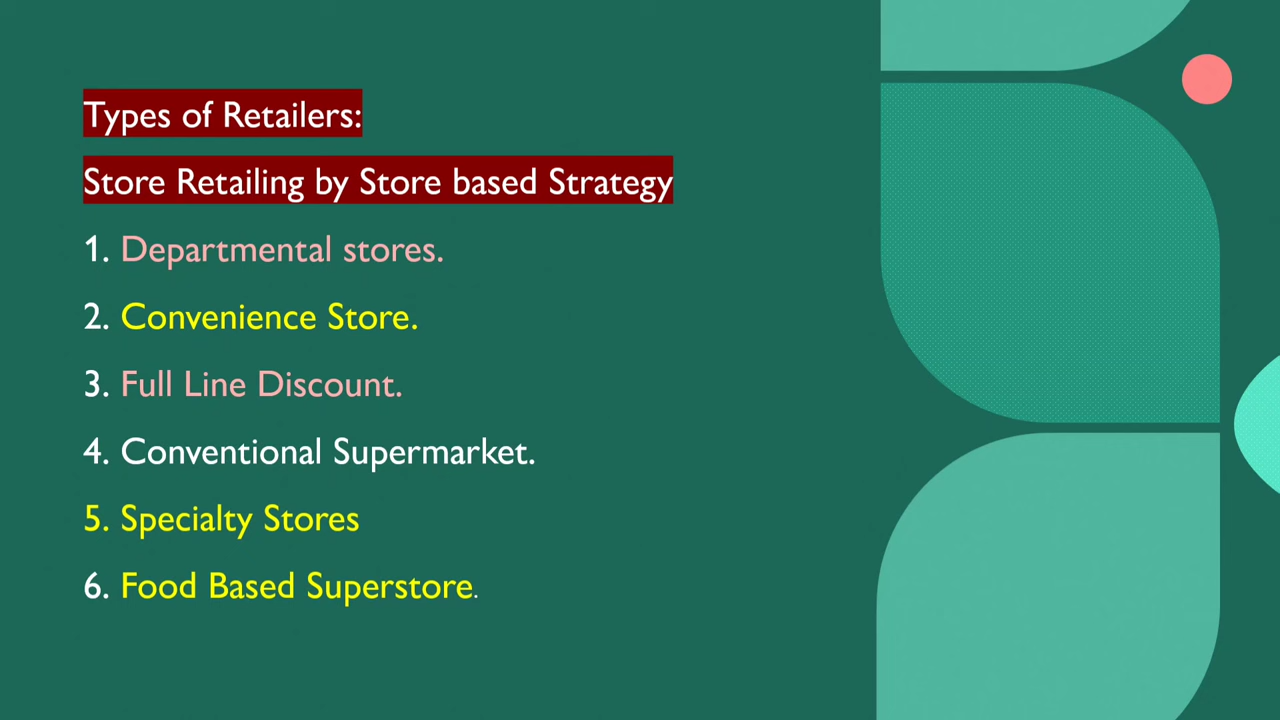 Types of Retailers:
Store Retailing by Store based Strategy
1. Departmental stores.
2. Convenience Store.
3. Full Line Discount.
4. Conventional Supermarket.
5. Specialty Stores
6. Food Based Superstore.